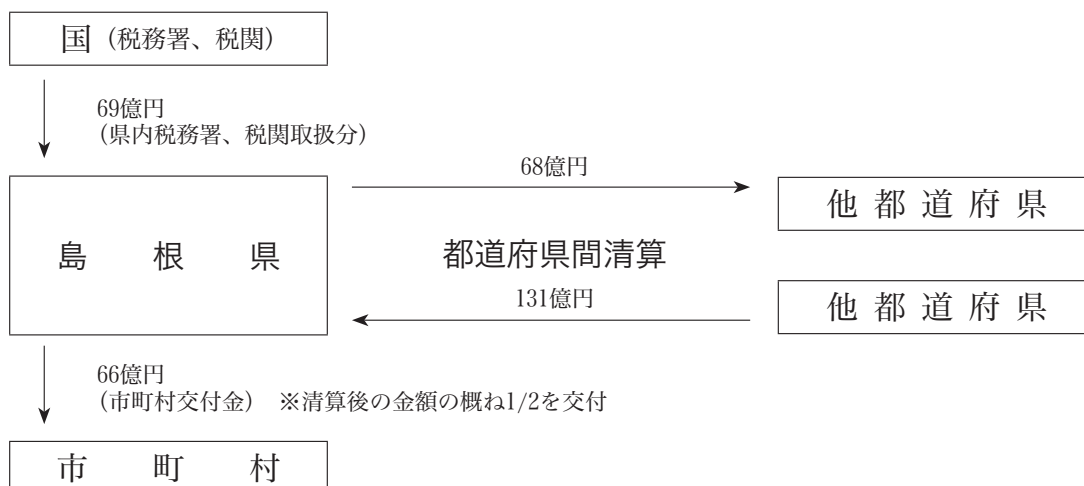 国（税務署、税関）
69億円
（県内税務署、税関取扱分）
68億円
他都道府県
島根県
都道府県間清算
131億円
他都道府県
66億円
（市町村交付金）　※清算後の金額の概ね1/2を交付
市町村